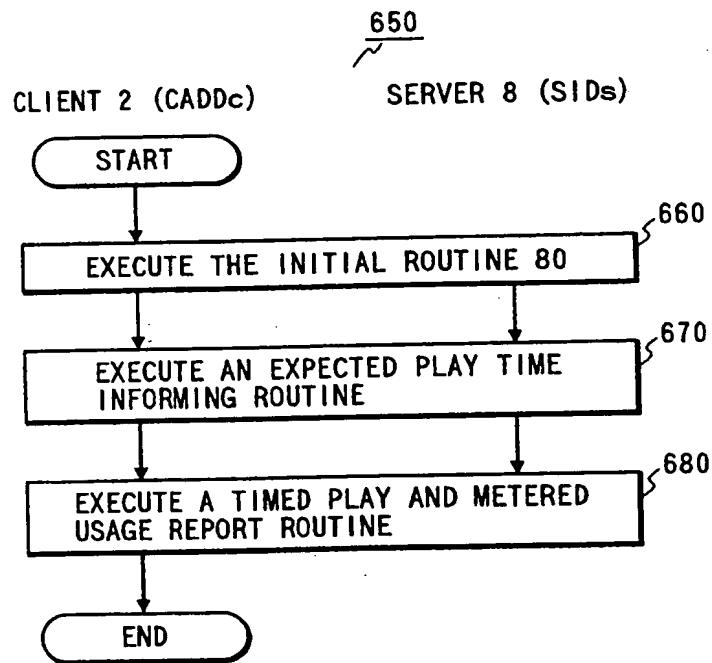 650
CLIENT 2 (CADDc)
SERVER 8 (SIDs)
START
660
EXECUTE THE INITIAL ROUTINE 80
670
EXECUTE AN EXPECTED PLAY TIME
INFORMING ROUTINE
680
EXECUTE A TIMED PLAY AND METERED
USAGE REPORT ROUTINE
END